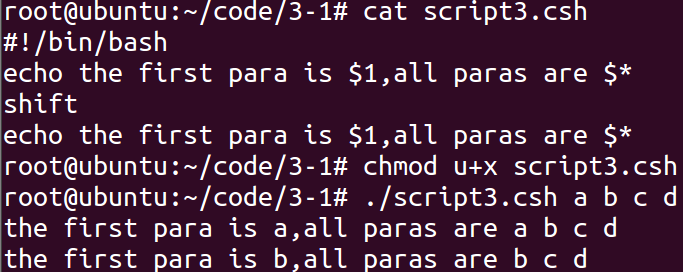 root@ubuntu:~/code/3-1# cat script3.csh
#!/bin/bash
echo the first para is $1,all paras are $*
shift
echo the first para is $1,all paras are $*
root@ubuntu:~/code/3-1# chmod u+x script3.csh
root@ubuntu:~/code/3-1# ./script3.csh a b c d
the first para is a,all paras are a b c d
the first para is b,all paras are b c d